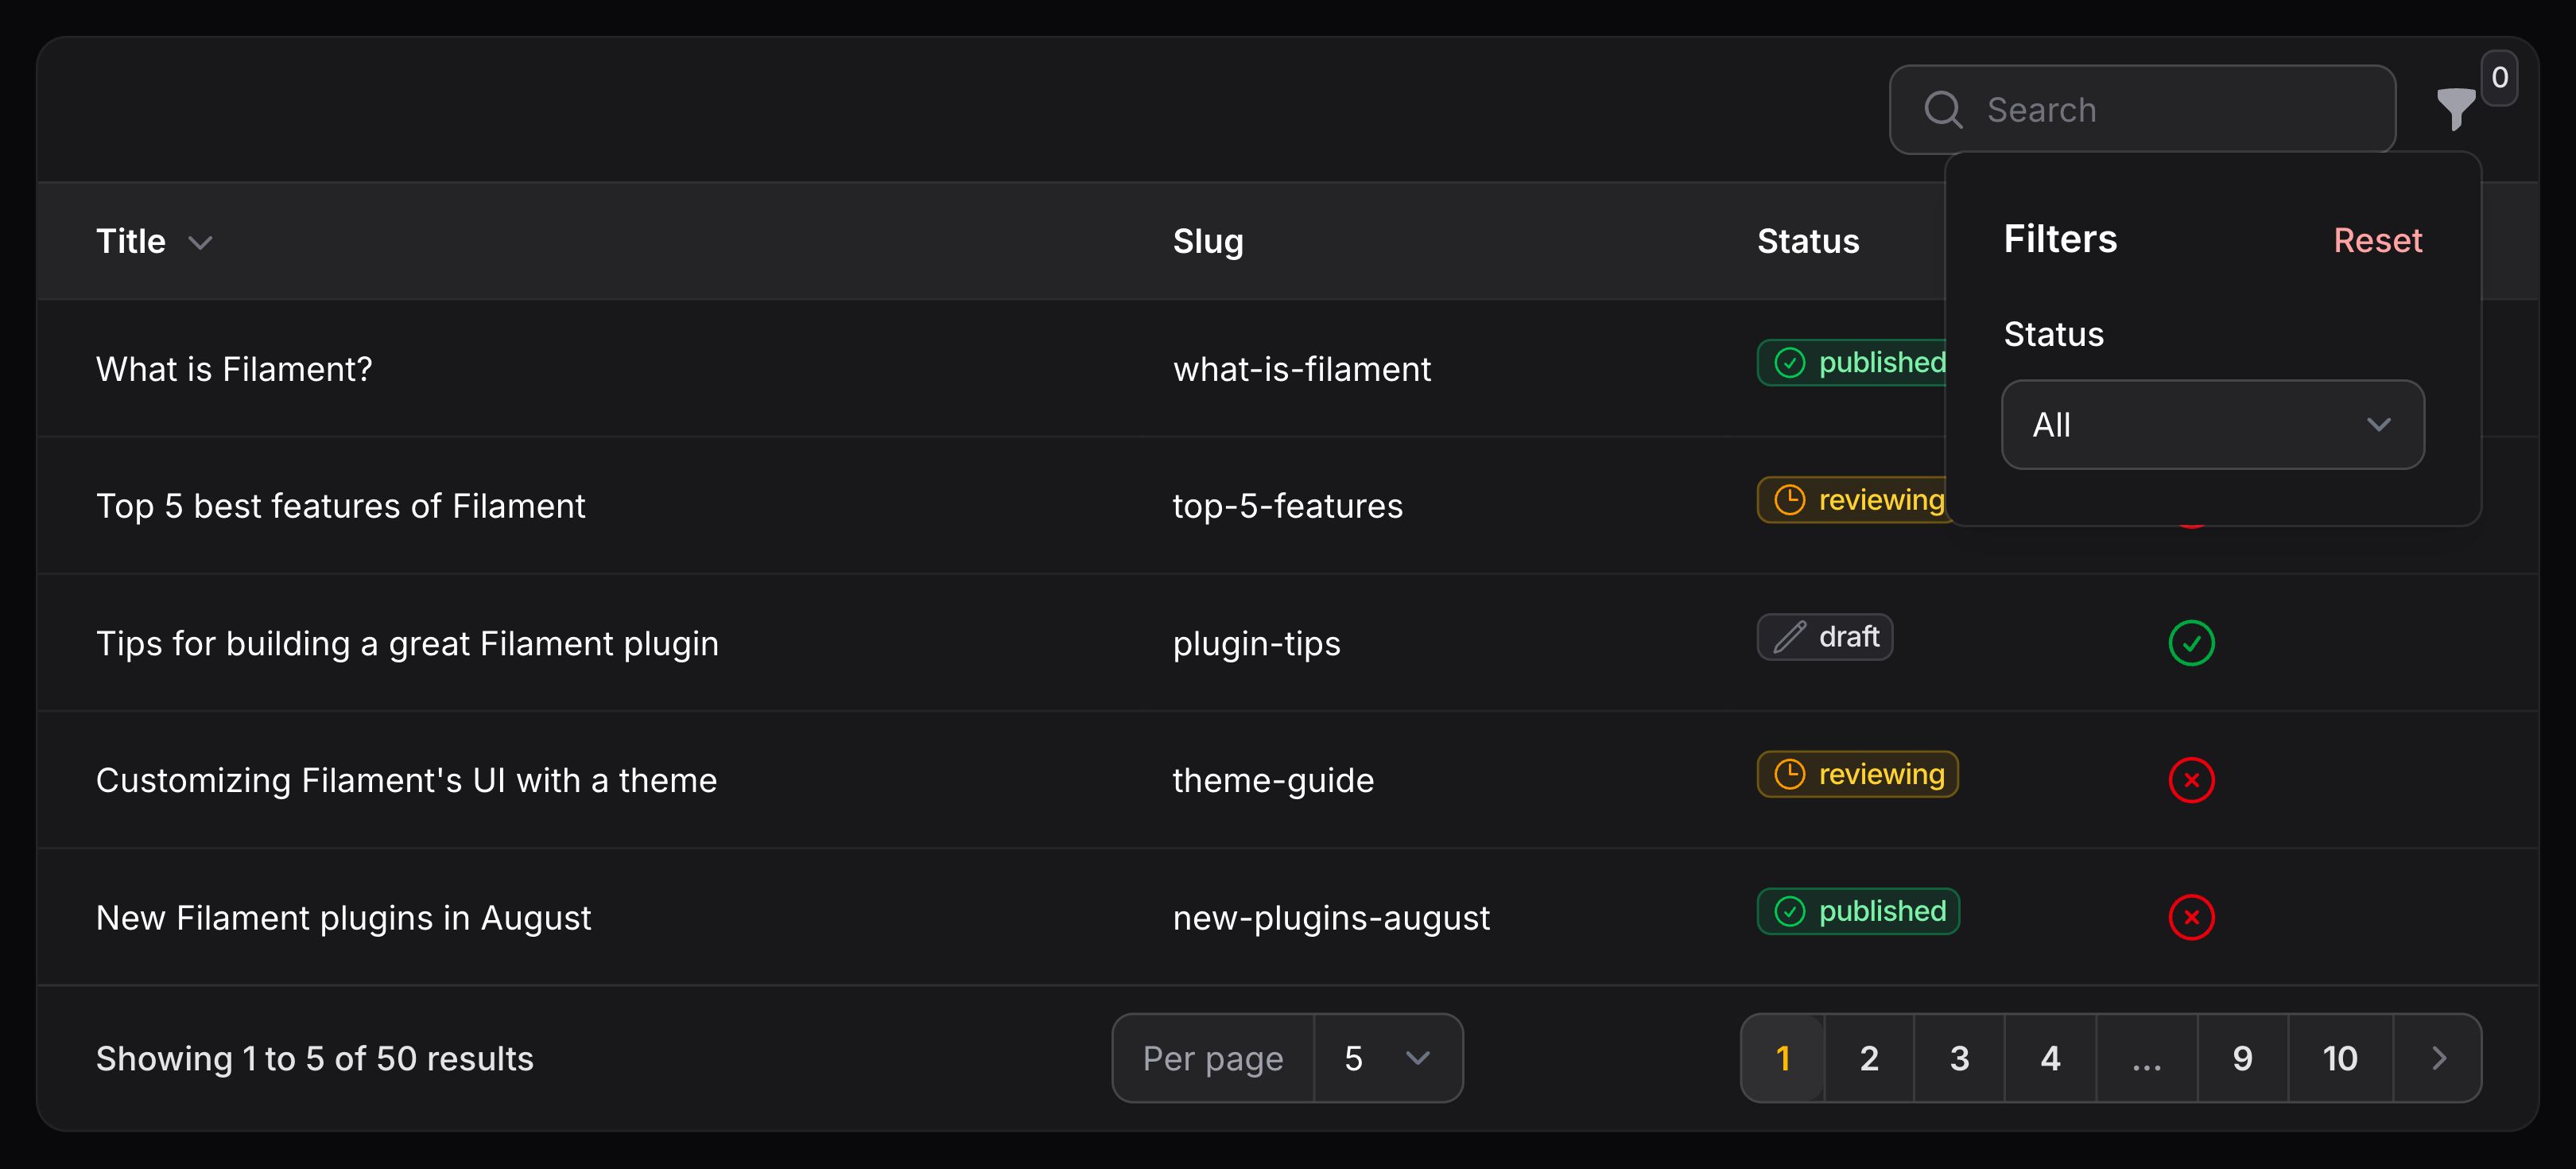 Search
0
Title
Slug
Status
Filters
Reset
Status
All
What is Filament?
what-is-filament
published
Top 5 best features of Filament
top-5-features
reviewing
Tips for building a great Filament plugin
plugin-tips
draft
Customizing Filament's UI with a theme
theme-guide
reviewing
New Filament plugins in August
new-plugins-august
published
Showing 1 to 5 of 50 results
Per page
5
1
2
3
4
...
9
10